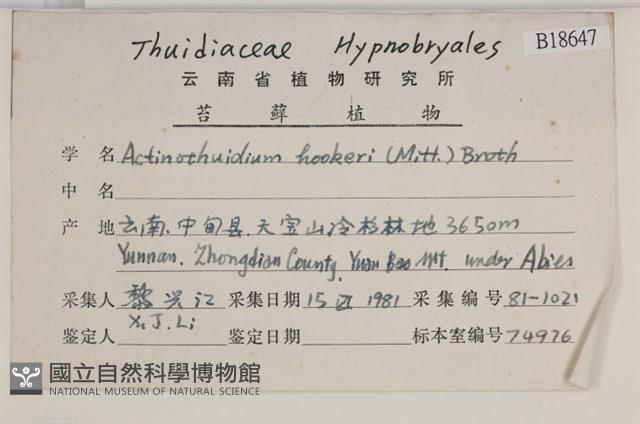 Thuidiaceae Hypnobryales
B18647
云南省植物研究所
苔藓植物
学名 Actinothuidium hookeri (Mitt.) Broth
中名
产地 云南.中甸县.天宝山冷杉林地 3650m
Yunnan. Zhongdian County. Yuan Bao Mt. under Abies
采集人 黎兴江 采集日期 15 1981 采集编号 81-1021
X. J. Li
鉴定人 鉴定日期 标本室编号 74976
國立自然科學博物館
NATIONAL MUSEUM OF NATURAL SCIENCE